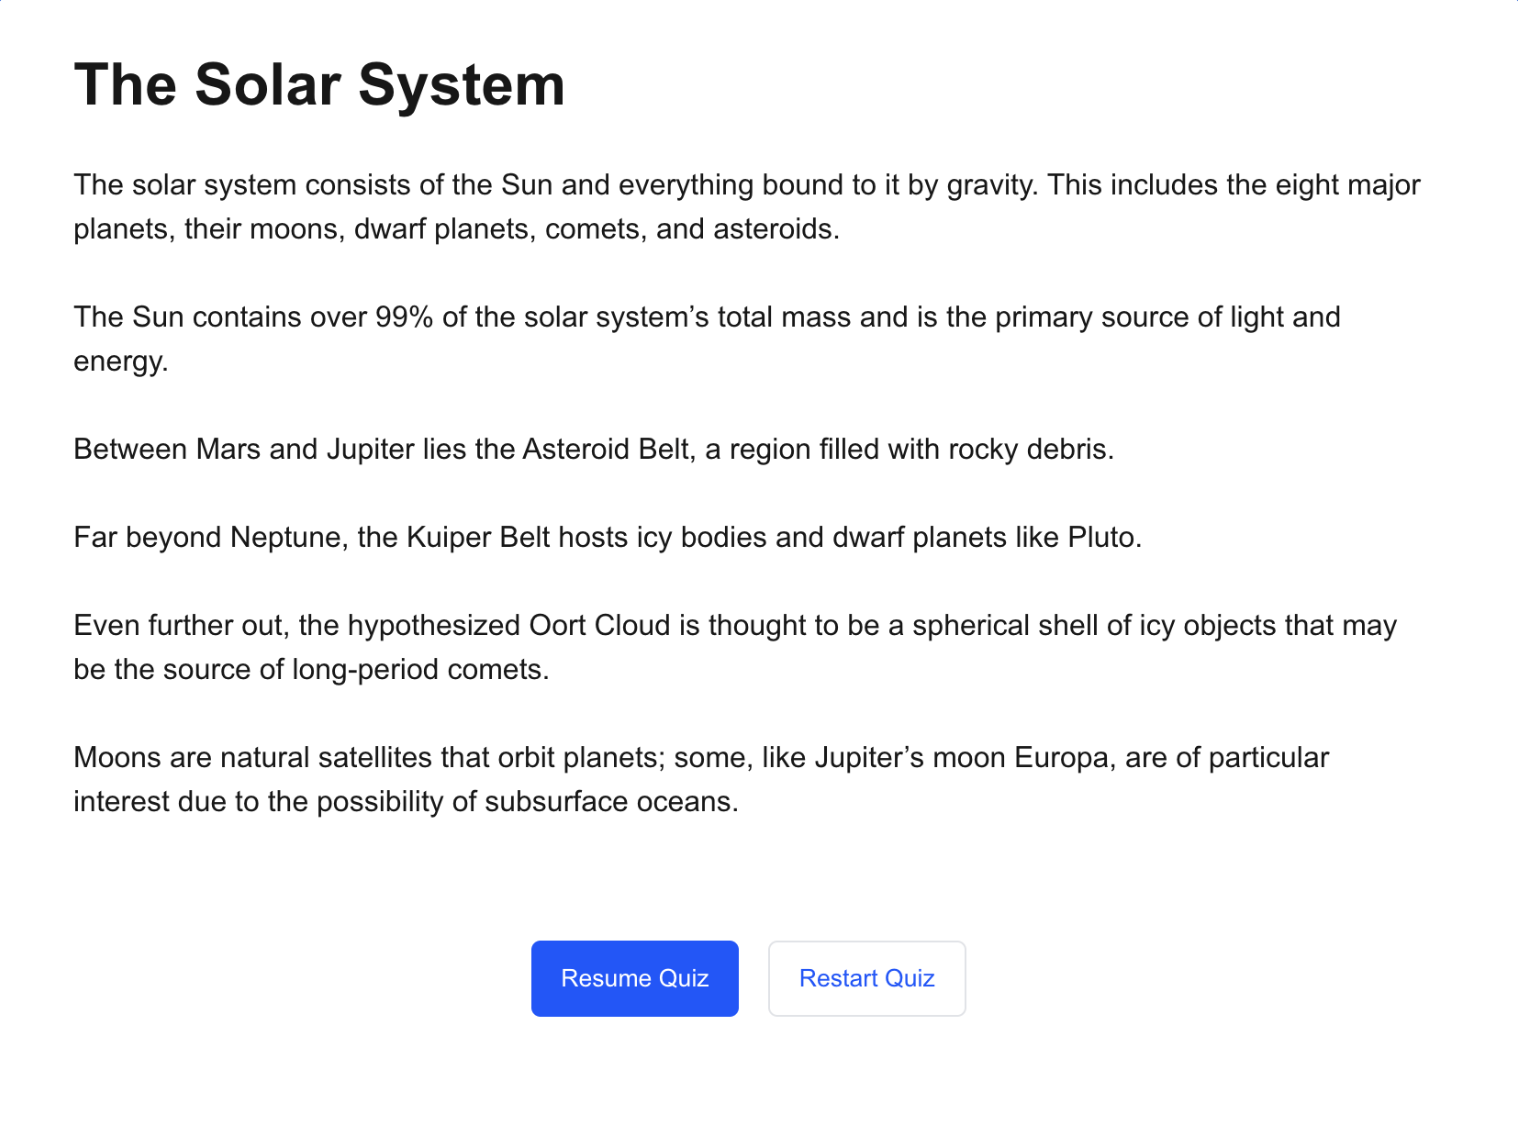 The Solar System
The solar system consists of the Sun and everything bound to it by gravity. This includes the eight major
planets, their moons, dwarf planets, comets, and asteroids.
The Sun contains over 99% of the solar system’s total mass and is the primary source of light and
energy.
Between Mars and Jupiter lies the Asteroid Belt, a region filled with rocky debris.
Far beyond Neptune, the Kuiper Belt hosts icy bodies and dwarf planets like Pluto.
Even further out, the hypothesized Oort Cloud is thought to be a spherical shell of icy objects that may
be the source of long-period comets.
Moons are natural satellites that orbit planets; some, like Jupiter’s moon Europa, are of particular
interest due to the possibility of subsurface oceans.
Resume Quiz
Restart Quiz